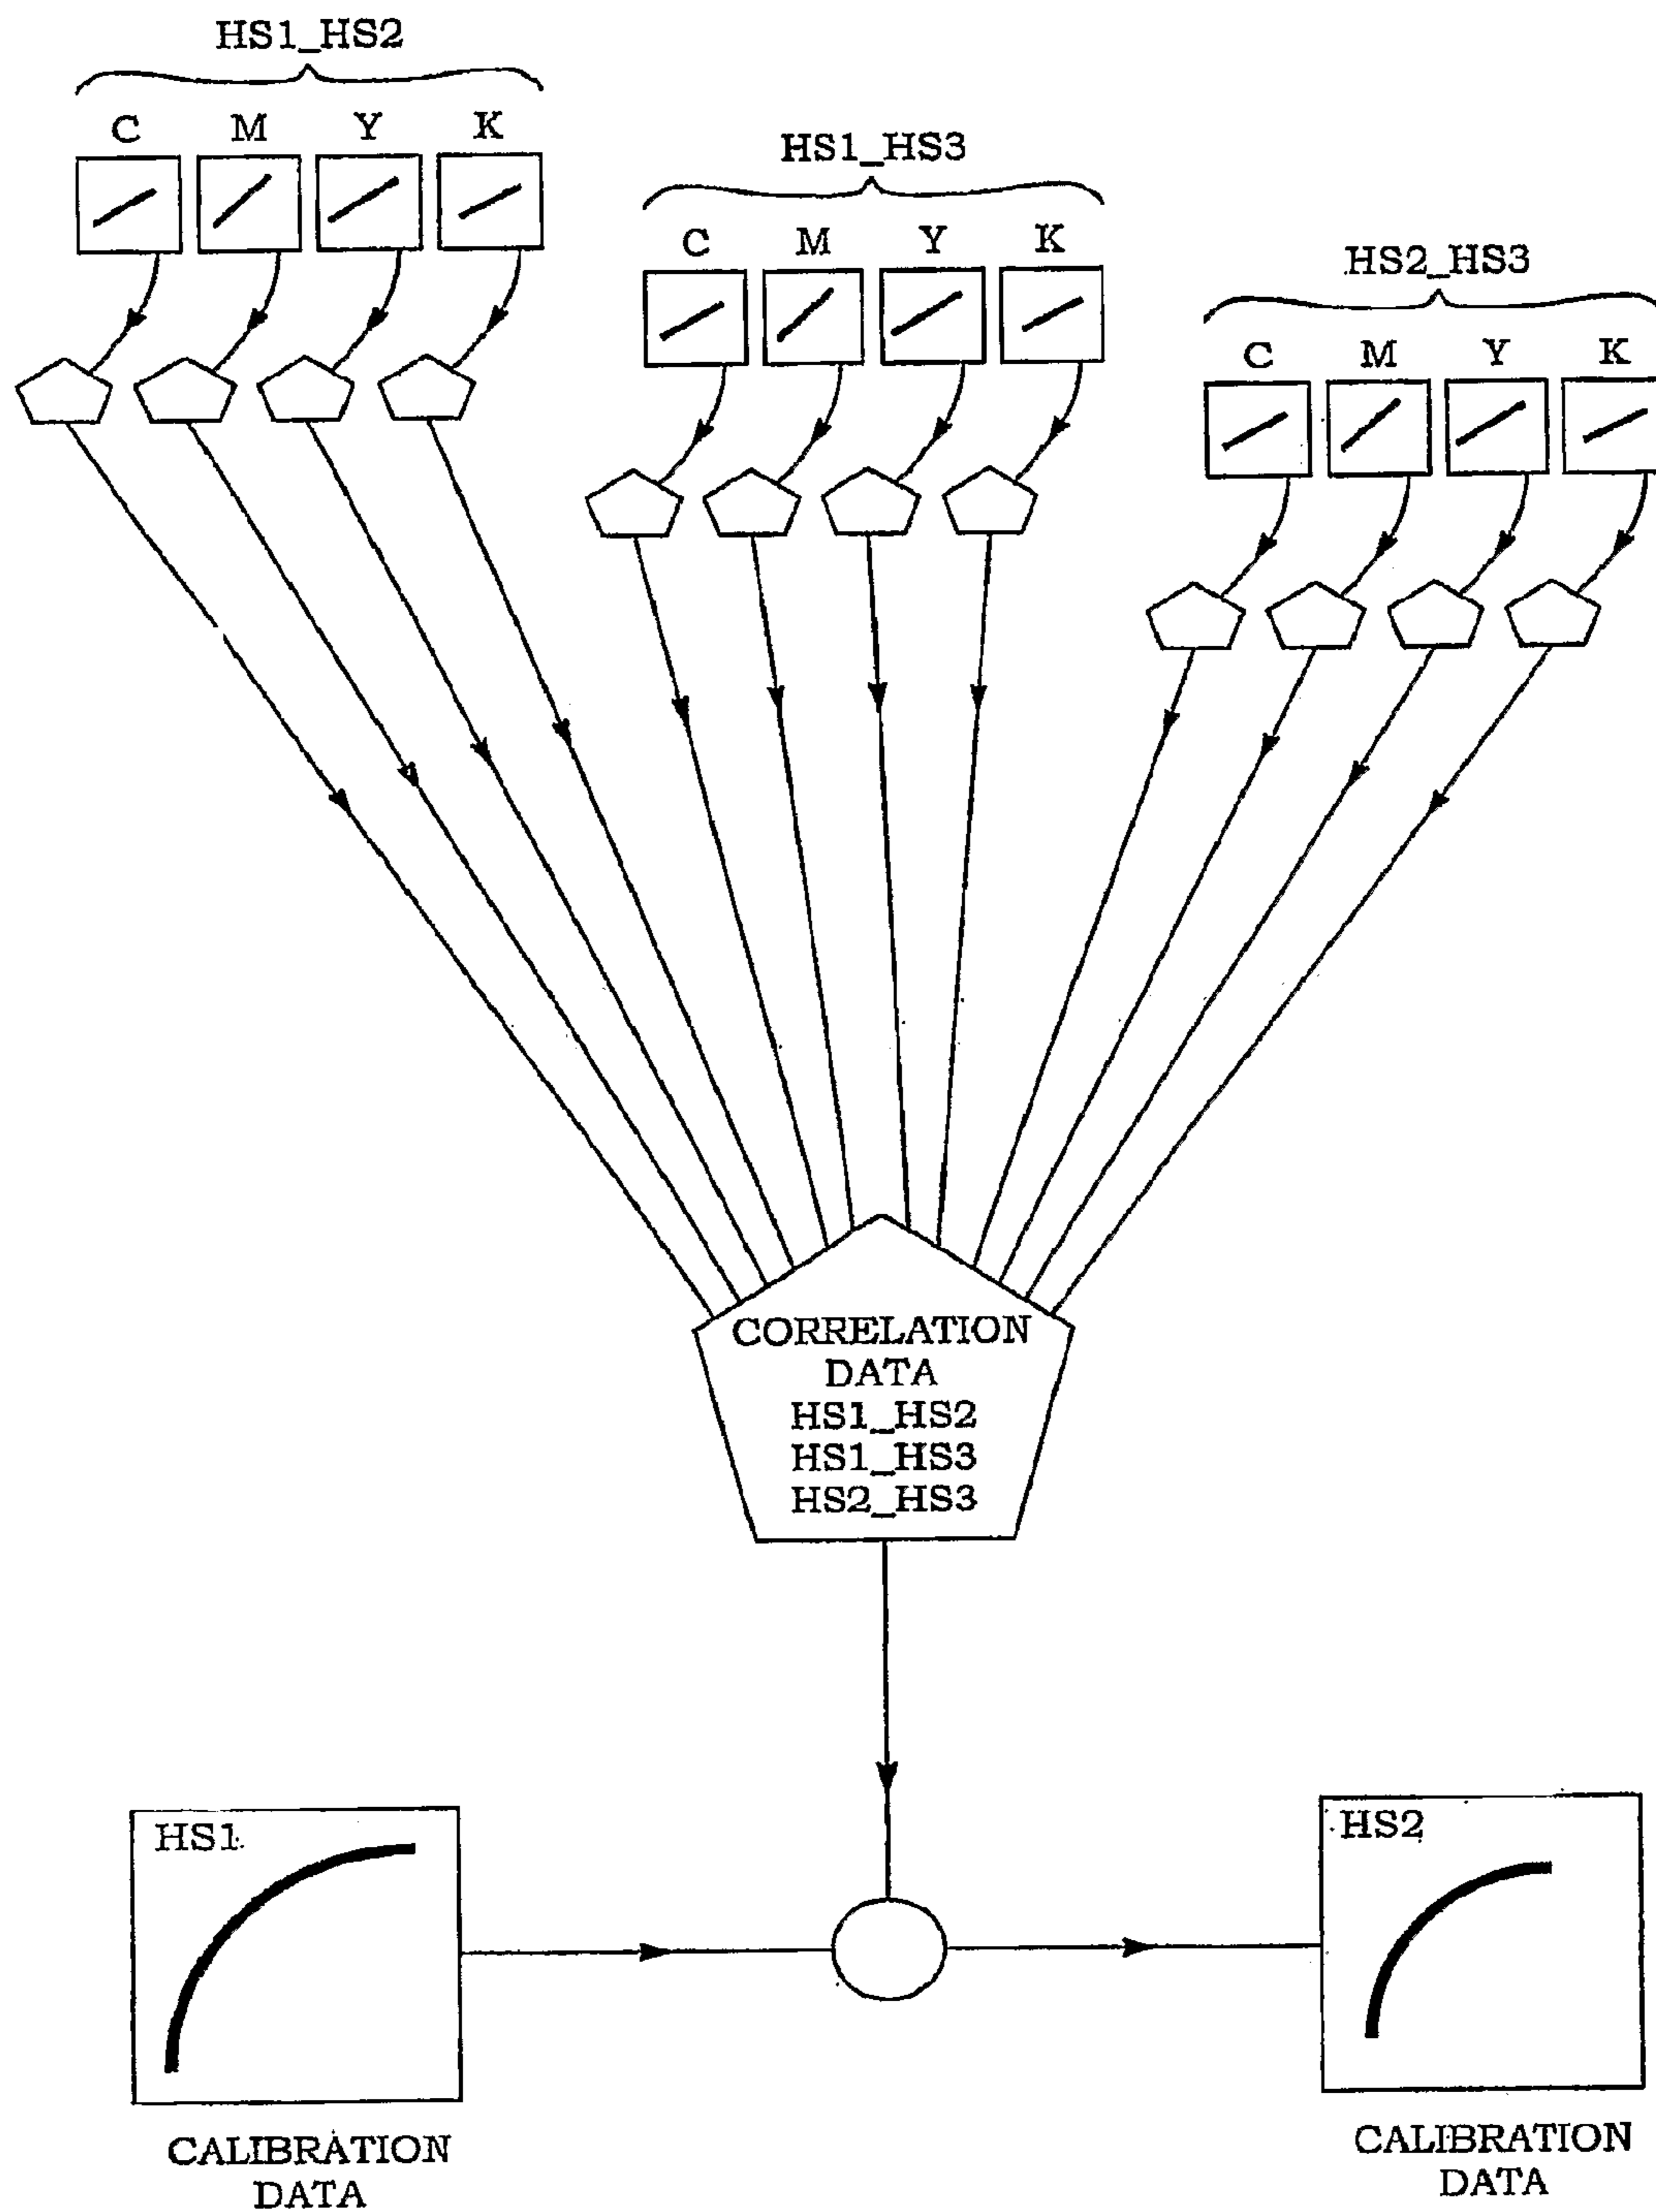 HS1_HS2
C M Y K
HS1_HS3
C M Y K
HS2_HS3
C M Y K
CORRELATION
DATA
HS1_HS2
HS1_HS3
HS2_HS3
HS1
CALIBRATION
DATA
HS2
CALIBRATION
DATA